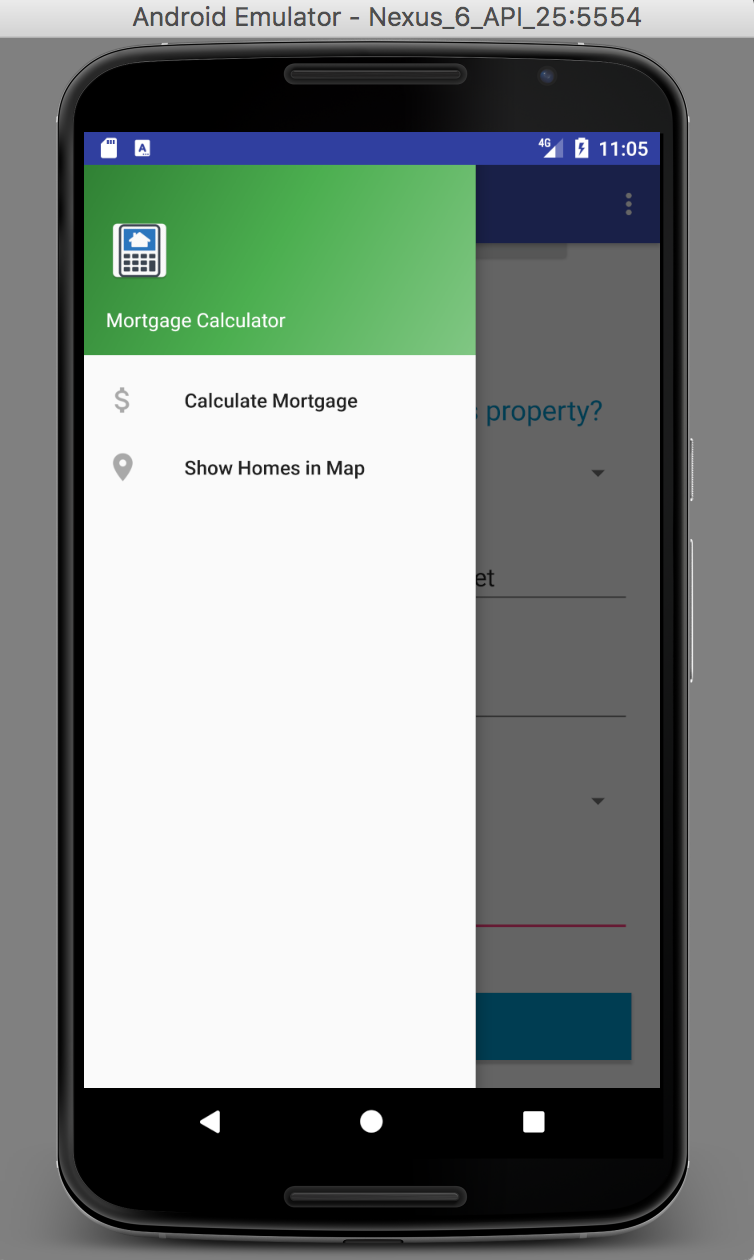 Android Emulator - Nexus_6_API_25:5554
4G 11:05
Mortgage Calculator
Calculate Mortgage
property?
Show Homes in Map
et